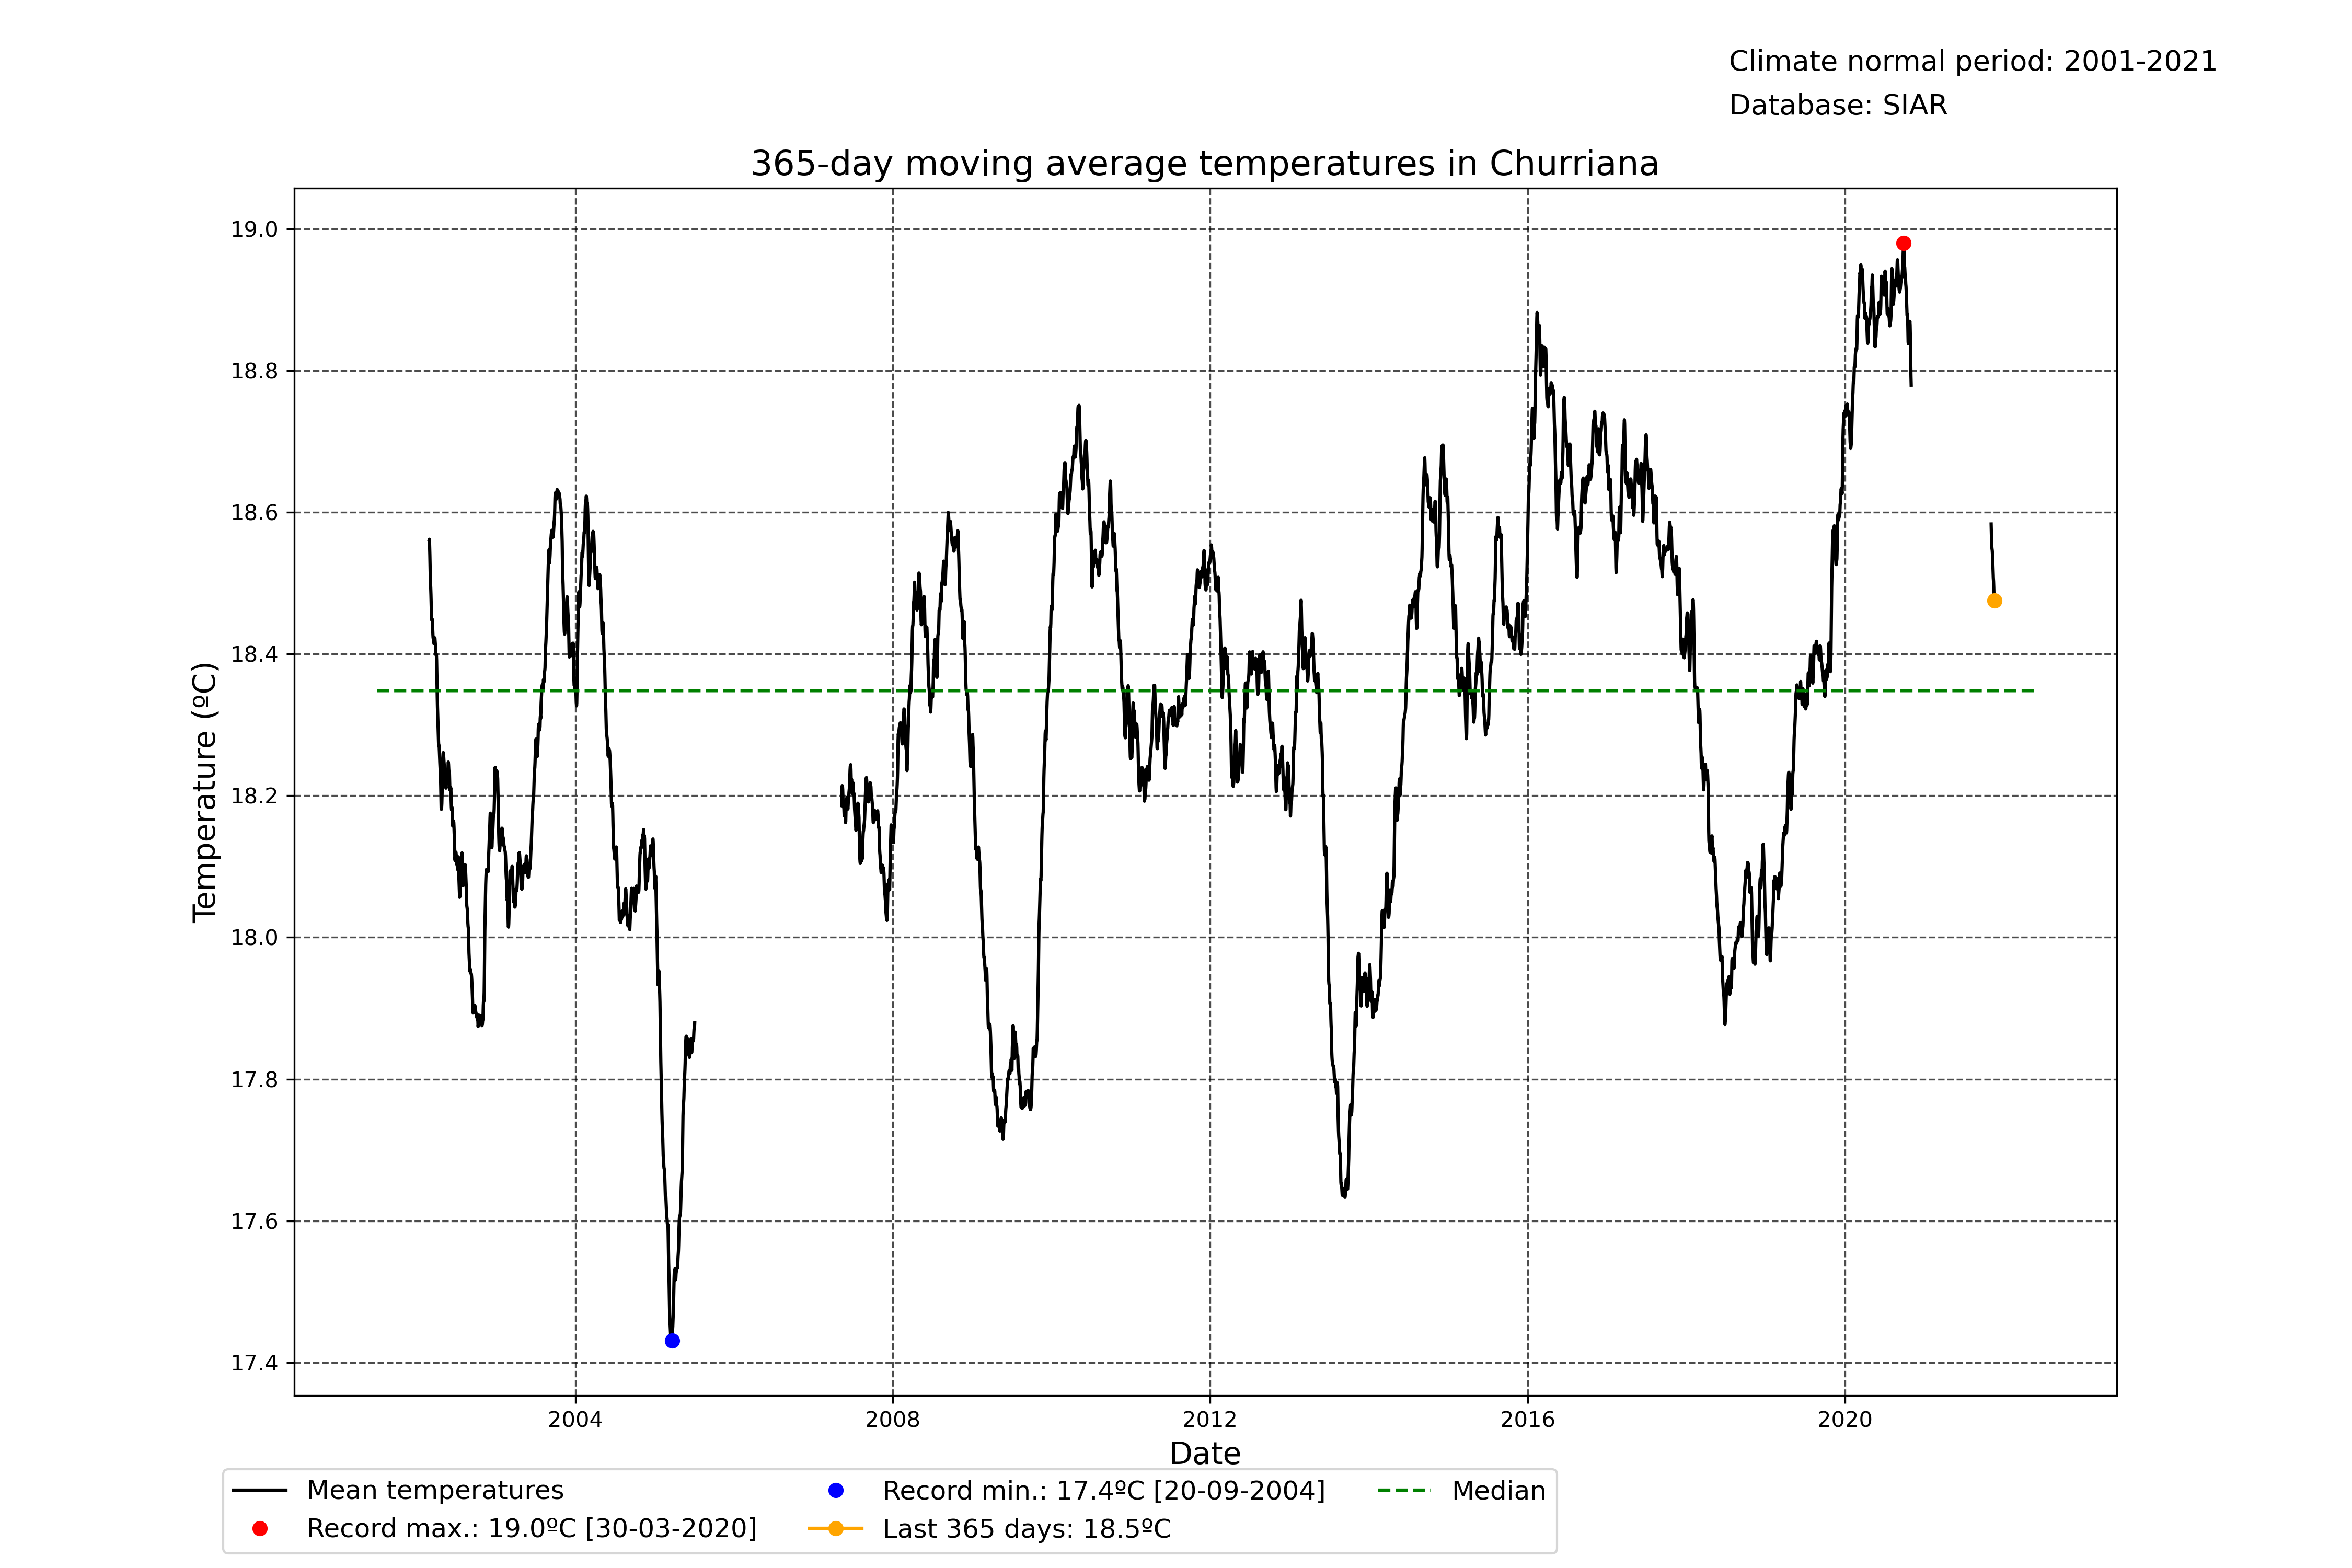 Climate normal period: 2001-2021
Database: SIAR
365-day moving average temperatures in Churriana
19.0
18.8
18.6
18.4
18.2
18.0
17.8
17.6
17.4
Temperature (ºC)
2004 2008 2012 2016 2020
Date
Mean temperatures
Record max.: 19.0ºC [30-03-2020]
Record min.: 17.4ºC [20-09-2004]
Last 365 days: 18.5ºC
Median